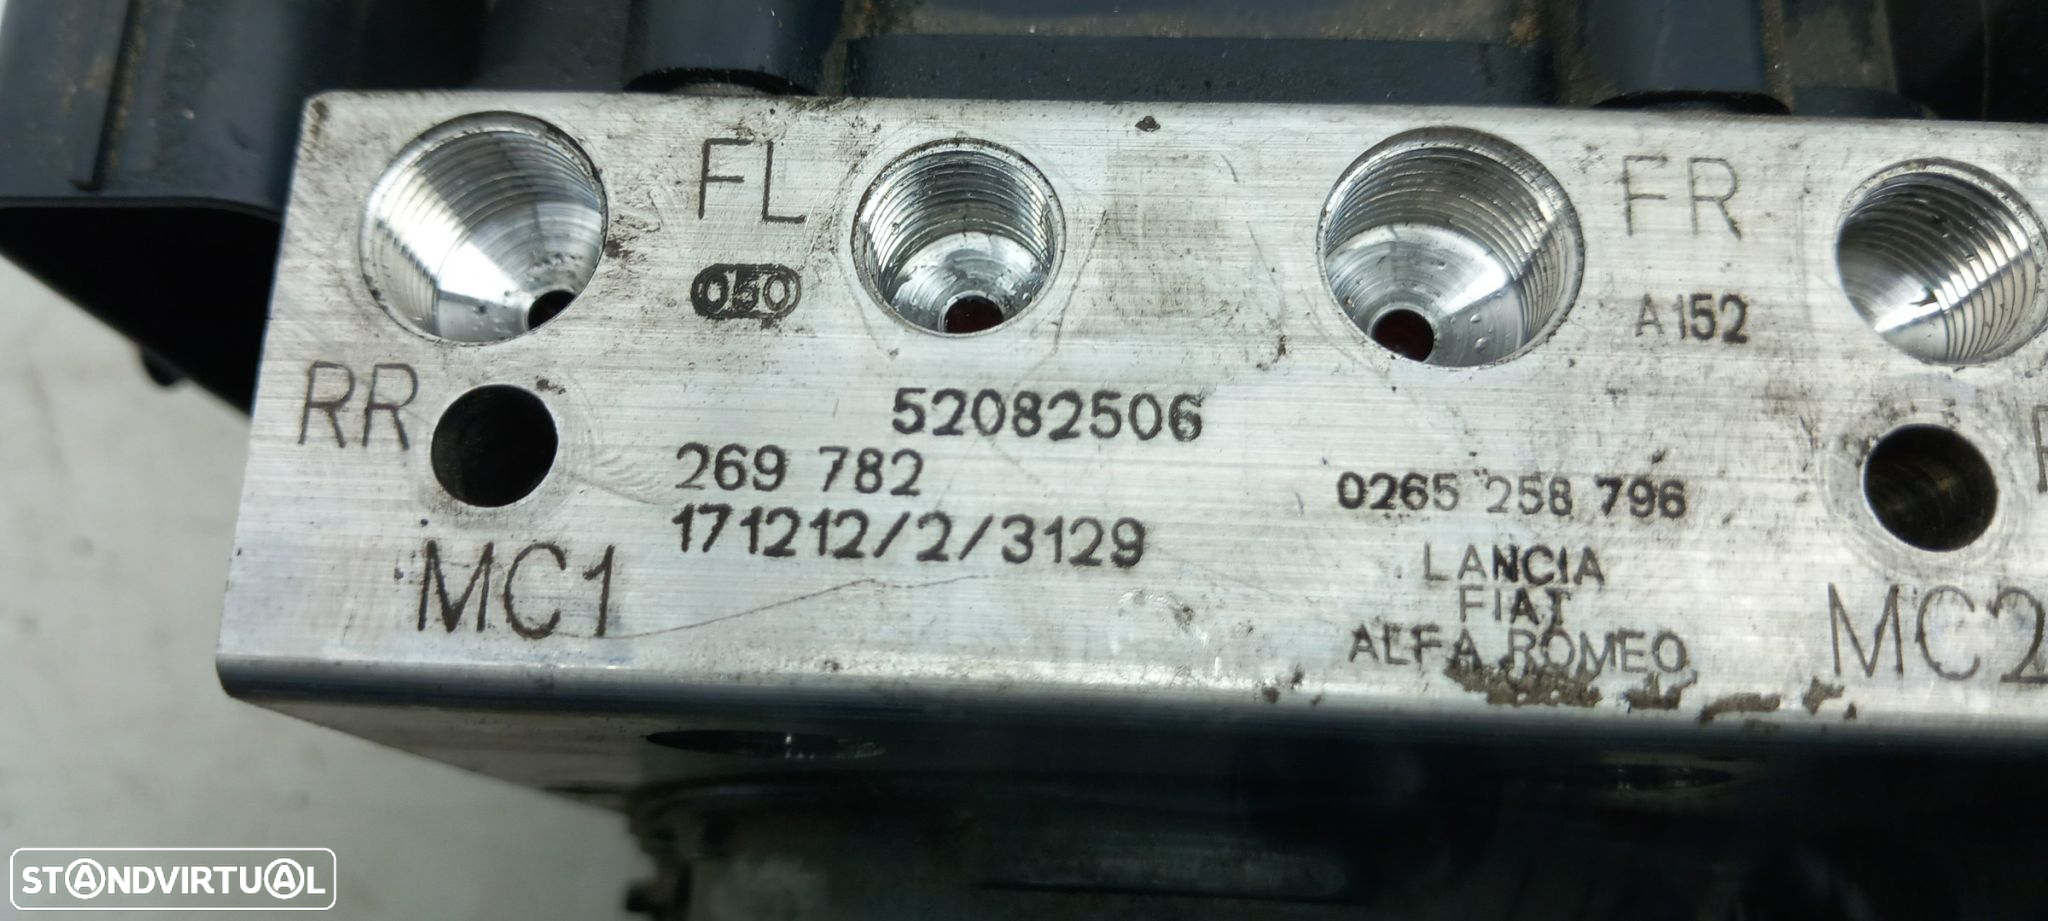 FL
FR
050
A152
RR
52082506
269 782
0265 258 796
171212/2/3129
LANCIA
FIAT
ALFA ROMEO
MC1
MC2
STANDVIRTUAL